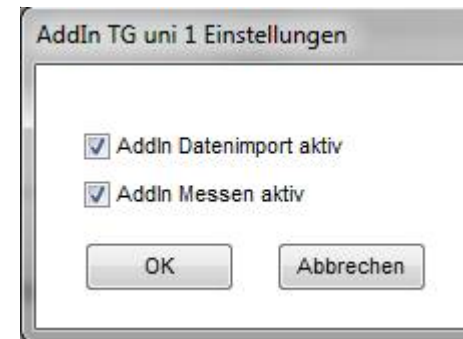 AddIn TG uni 1 Einstellungen
AddIn Datenimport aktiv
AddIn Messen aktiv
OK Abbrechen